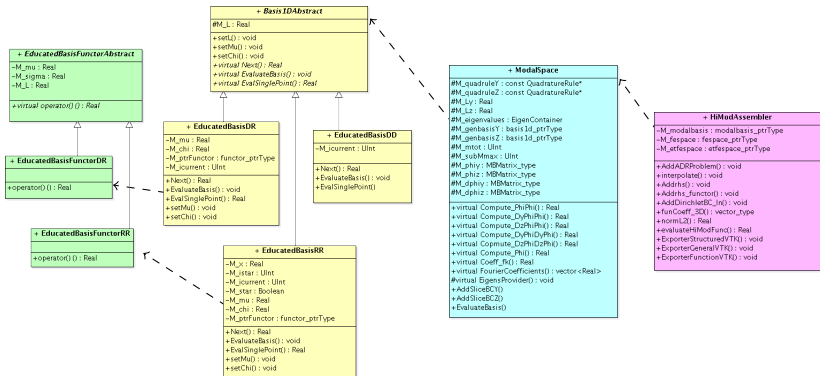 + EducatedBasisFunctorAbstract
-M_mu : Real
-M_sigma : Real
-M_L : Real
+virtual operator()() : Real
+ EducatedBasisFunctorDR
+operator()() : Real
+ EducatedBasisFunctorRR
+operator()() : Real
+ Basis1DAbstract
#M_L : Real
+setL() : void
+setMu() : void
+setChi() : void
+virtual Next() : Real
+virtual EvaluateBasis() : void
+virtual EvalSinglePoint() : Real
+ EducatedBasisDR
-M_mu : Real
-M_chi : Real
-M_ptrFunctor : functor_ptrType
-M_icurrent : UInt
+Next() : Real
+EvaluateBasis() : void
+EvalSinglePoint() : Real
+setMu() : void
+setChi() : void
+ EducatedBasisDD
-M_icurrent : UInt
+Next() : Real
+EvaluateBasis() : void
+EvalSinglePoint()
+ EducatedBasisRR
-M_x : Real
-M_istar : UInt
-M_icurrent : UInt
-M_star : Boolean
-M_mu : Real
-M_chi : Real
-M_ptrFunctor : functor_ptrType
+Next() : Real
+EvaluateBasis() : void
+EvalSinglePoint() : Real
+setMu() : void
+setChi() : void
+ ModalSpace
#M_quadruleY : const QuadratureRule*
#M_quadruleZ : const QuadratureRule*
#M_Ly : Real
#M_Lz : Real
#M_eigenvalues : EigenContainer
#M_genbasisY : basis1d_ptrType
#M_genbasisZ : basis1d_ptrType
#M_mtot : UInt
#M_subMmax : UInt
#M_phiy : MBMatrix_type
#M_phiz : MBMatrix_type
#M_dphiy : MBMatrix_type
#M_dphiz : MBMatrix_type
+virtual Compute_PhiPhi() : Real
+virtual Compute_DyPhiPhi() : Real
+virtual Compute_DzPhiPhi() : Real
+virtual Compute_DyPhiDyPhi() : Real
+virtual Copmute_DzPhiDzPhi() : Real
+virtual Compute_Phi() : Real
+virtual Coeff_fk() : Real
+virtual FourierCoefficients() : vector<Real>
#virtual EigensProvider() : void
+AddSliceBCY()
+AddSliceBCZ()
+EvaluateBasis()
+ HiModAssembler
-M_modalbasis : modalbasis_ptrType
-M_fespace : fespace_ptrType
-M_etfespace : etfespace_ptrType
+AddADRProblem() : void
+interpolate() : void
+Addrhs() : void
+Addrhs_functor() : void
+AddDirichletBC_In() : void
+funCoeff_3D() : vector_type
+normL2() : Real
+evaluateHiModFunc() : Real
+ExporterStructuredVTK() : void
+ExporterGeneralVTK() : void
+ExporterFunctionVTK() : void